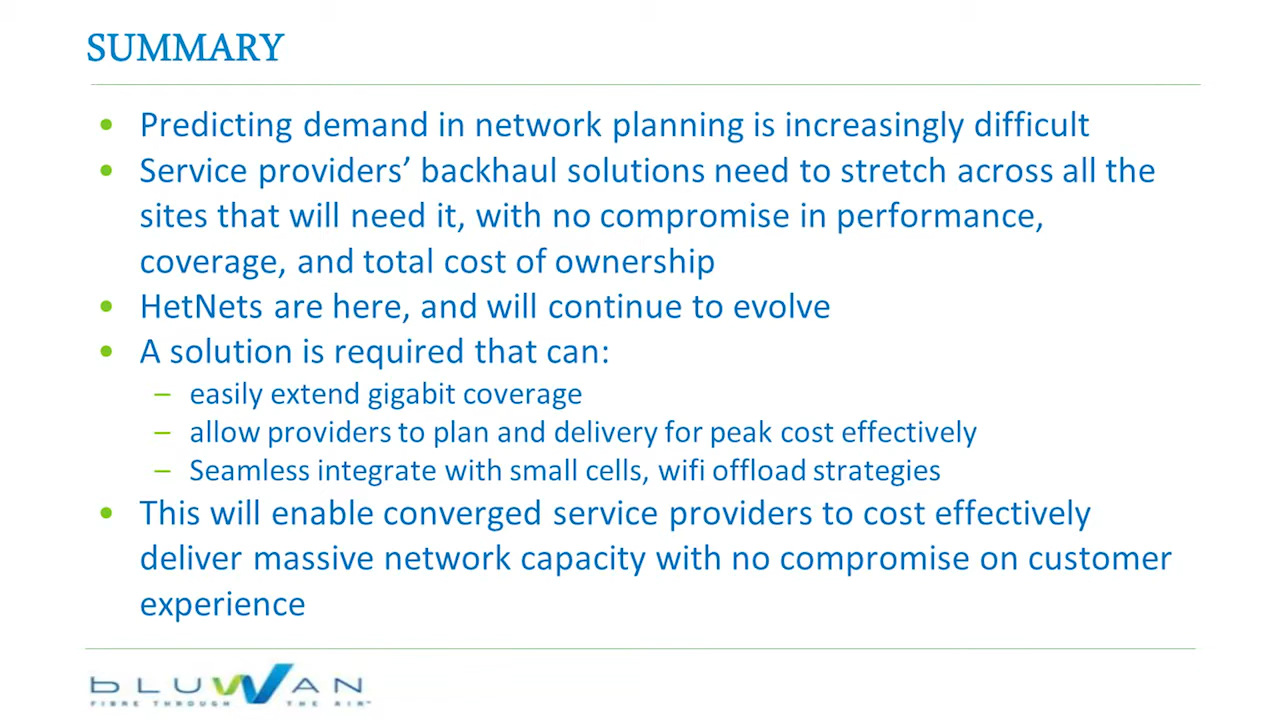 SUMMARY
• Predicting demand in network planning is increasingly difficult
• Service providers’ backhaul solutions need to stretch across all the
sites that will need it, with no compromise in performance,
coverage, and total cost of ownership
• HetNets are here, and will continue to evolve
• A solution is required that can:
– easily extend gigabit coverage
– allow providers to plan and delivery for peak cost effectively
– Seamless integrate with small cells, wifi offload strategies
• This will enable converged service providers to cost effectively
deliver massive network capacity with no compromise on customer
experience
bLUWAN
FIBRE THROUGH THE AIR™